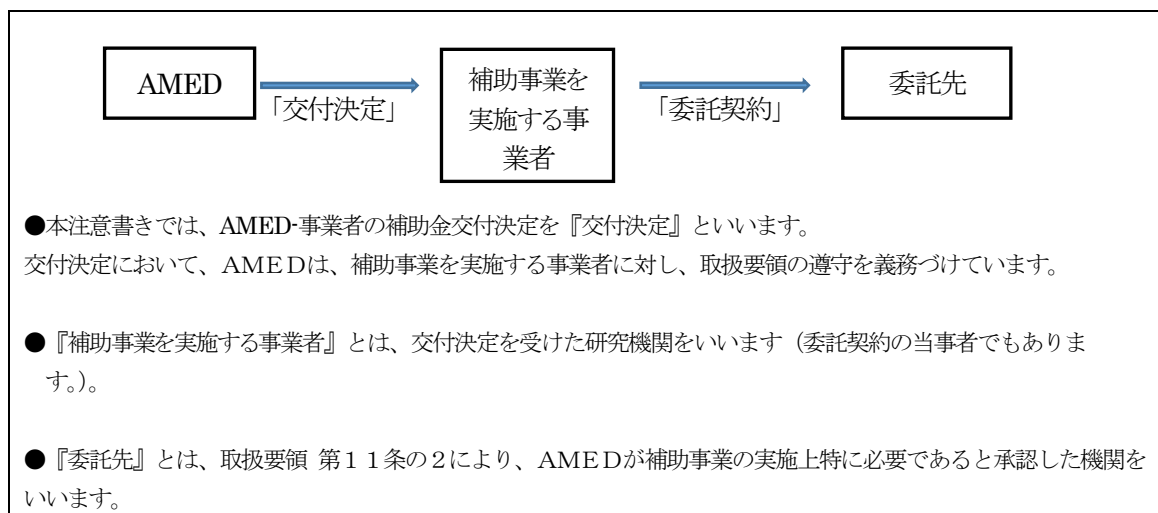 AMED
「交付決定」
補助事業を
実施する事
業者
「委託契約」
委託先
●本注意書きでは、AMED-事業者の補助金交付決定を『交付決定』といいます。
交付決定において、ＡＭＥＤは、補助事業を実施する事業者に対し、取扱要領の遵守を義務づけています。
●『補助事業を実施する事業者』とは、交付決定を受けた研究機関をいいます（委託契約の当事者でもありま
す。）。
●『委託先』とは、取扱要領 第１１条の２により、ＡＭＥＤが補助事業の実施上特に必要であると承認した機関を
いいます。